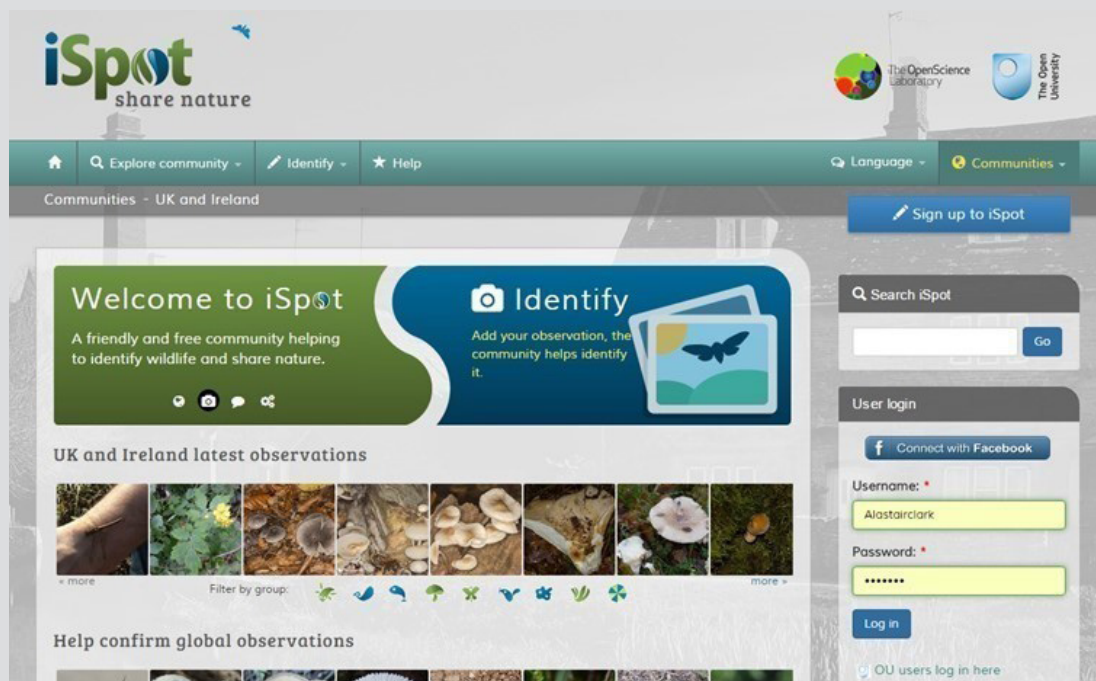 iSpot
share nature
The OpenScience
Laboratory
The Open
University
Explore community
Identify
Help
Language
Communities
Communities - UK and Ireland
Sign up to iSpot
Welcome to iSpot
A friendly and free community helping
to identify wildlife and share nature.
Identify
Add your observation, the
community helps identify
it.
Search iSpot
Go
User login
f Connect with Facebook
Username: *
Alastairclark
Password: *
•••••••
Log in
OU users log in here
UK and Ireland latest observations
« more
Filter by group:
more »
Help confirm global observations